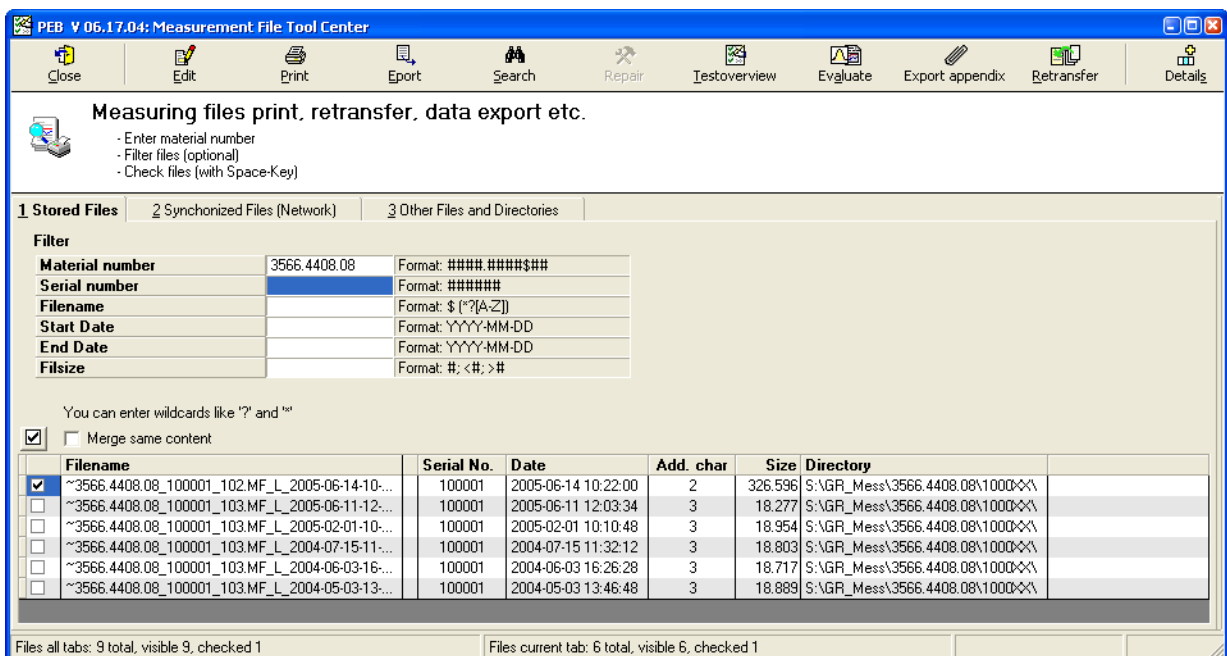 PEB V 06.17.04: Measurement File Tool Center
Close Edit Print Eport Search Repair Testoverview Evaluate Export appendix Retransfer Details
Measuring files print, retransfer, data export etc.
- Enter material number
- Filter files (optional)
- Check files (with Space-Key)
1 Stored Files 2 Synchonized Files (Network) 3 Other Files and Directories
Filter
Material number 3566.4408.08 Format: ####.####$##
Serial number Format: ######
Filename Format: $ (*?[A-Z])
Start Date Format: YYYY-MM-DD
End Date Format: YYYY-MM-DD
Filsize Format: #; <#; >#
You can enter wildcards like '?' and '*'
Merge same content
Filename Serial No. Date Add. char Size Directory
~3566.4408.08_100001_102.MF_L_2005-06-14-10-... 100001 2005-06-14 10:22:00 2 326.596 S:\GR_Mess\3566.4408.08\1000XX\
~3566.4408.08_100001_103.MF_L_2005-06-11-12-... 100001 2005-06-11 12:03:34 3 18.277 S:\GR_Mess\3566.4408.08\1000XX\
~3566.4408.08_100001_103.MF_L_2005-02-01-10-... 100001 2005-02-01 10:10:48 3 18.954 S:\GR_Mess\3566.4408.08\1000XX\
~3566.4408.08_100001_103.MF_L_2004-07-15-11-... 100001 2004-07-15 11:32:12 3 18.803 S:\GR_Mess\3566.4408.08\1000XX\
~3566.4408.08_100001_103.MF_L_2004-06-03-16-... 100001 2004-06-03 16:26:28 3 18.717 S:\GR_Mess\3566.4408.08\1000XX\
~3566.4408.08_100001_103.MF_L_2004-05-03-13-... 100001 2004-05-03 13:46:48 3 18.889 S:\GR_Mess\3566.4408.08\1000XX\
Files all tabs: 9 total, visible 9, checked 1 Files current tab: 6 total, visible 6, checked 1